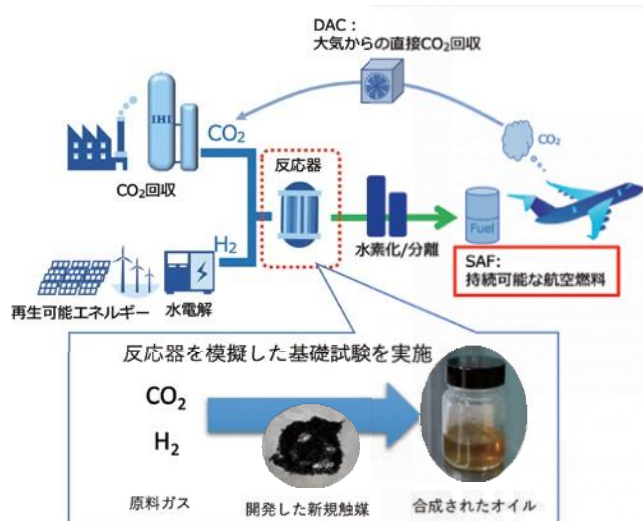 DAC：
大気からの直接CO₂回収
IHI
CO₂
CO₂
反応器
CO₂回収
H₂
水素化/分離
Fuel
SAF:
持続可能な航空燃料
再生可能エネルギー
水電解
反応器を模擬した基礎試験を実施
CO₂
H₂
原料ガス
開発した新規触媒
合成されたオイル